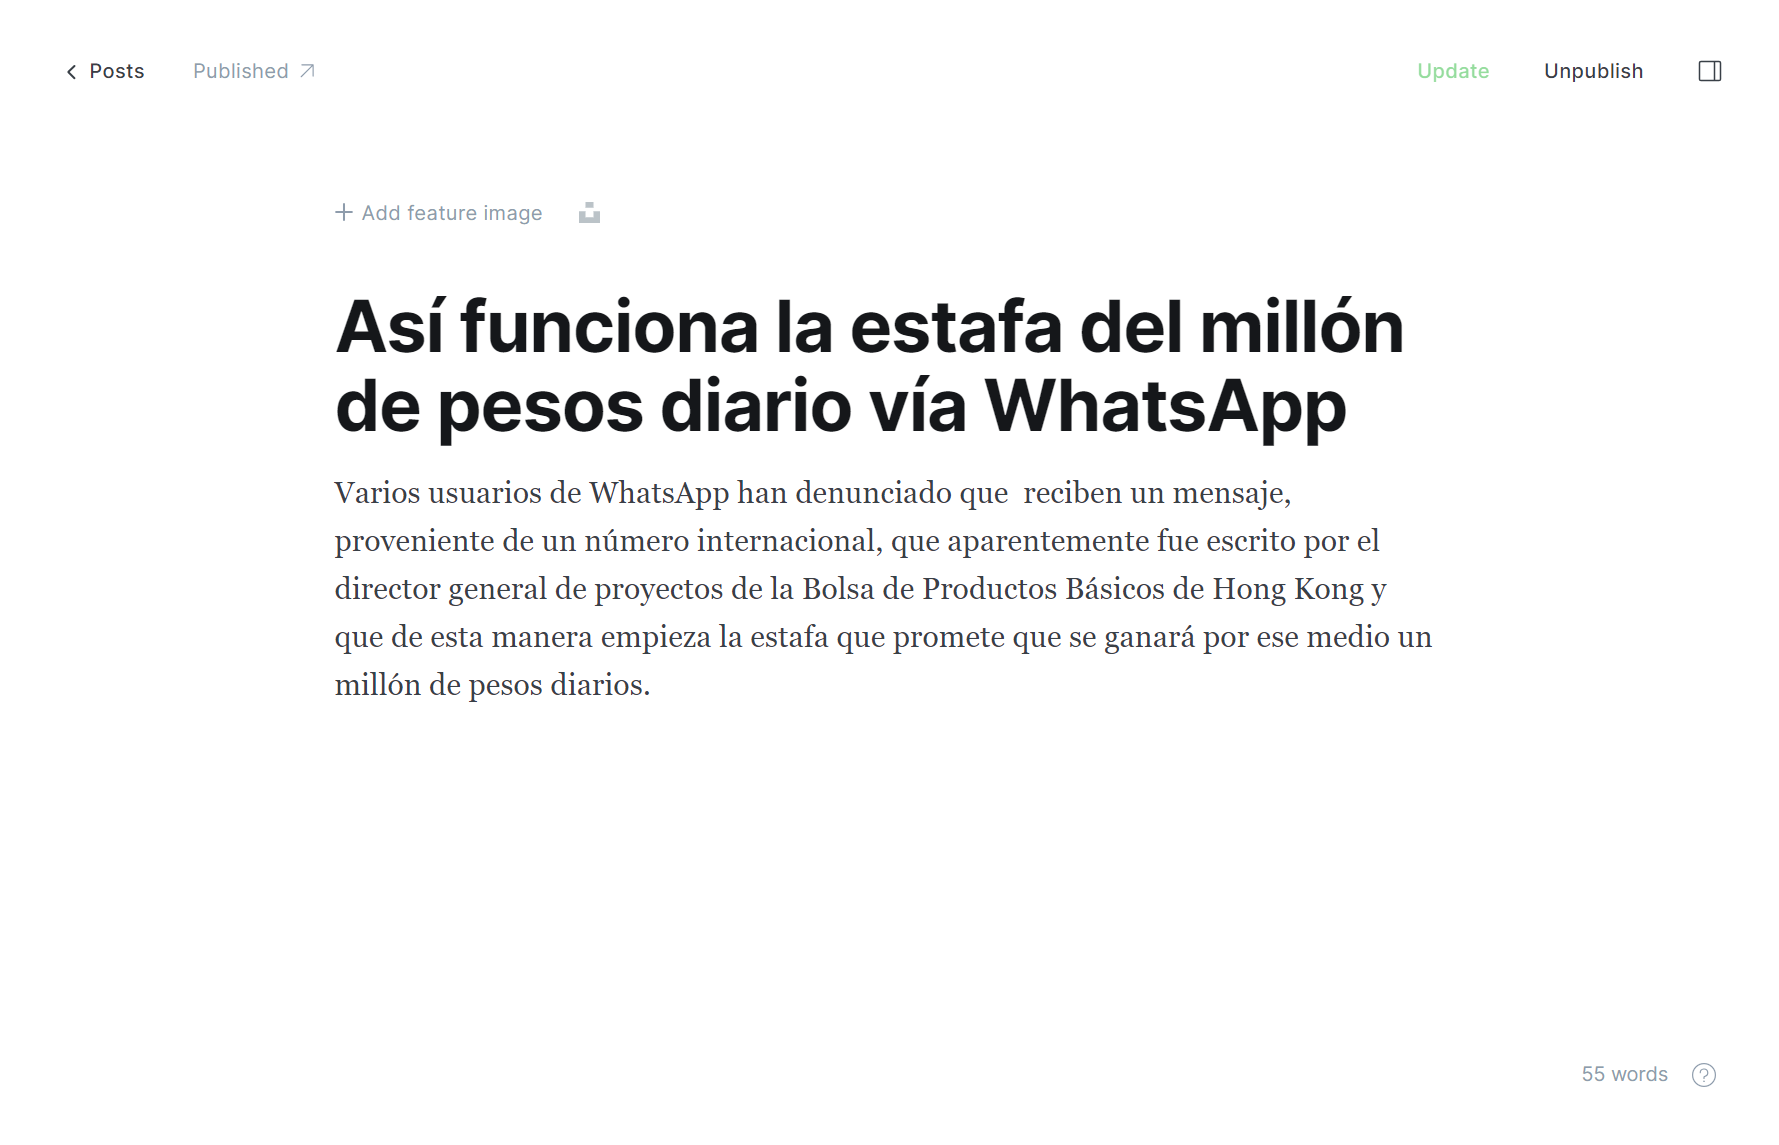 Posts
Published
Update
Unpublish
Add feature image
Así funciona la estafa del millón
de pesos diario vía WhatsApp
Varios usuarios de WhatsApp han denunciado que  reciben un mensaje,
proveniente de un número internacional, que aparentemente fue escrito por el
director general de proyectos de la Bolsa de Productos Básicos de Hong Kong y
que de esta manera empieza la estafa que promete que se ganará por ese medio un
millón de pesos diarios.
55 words
?